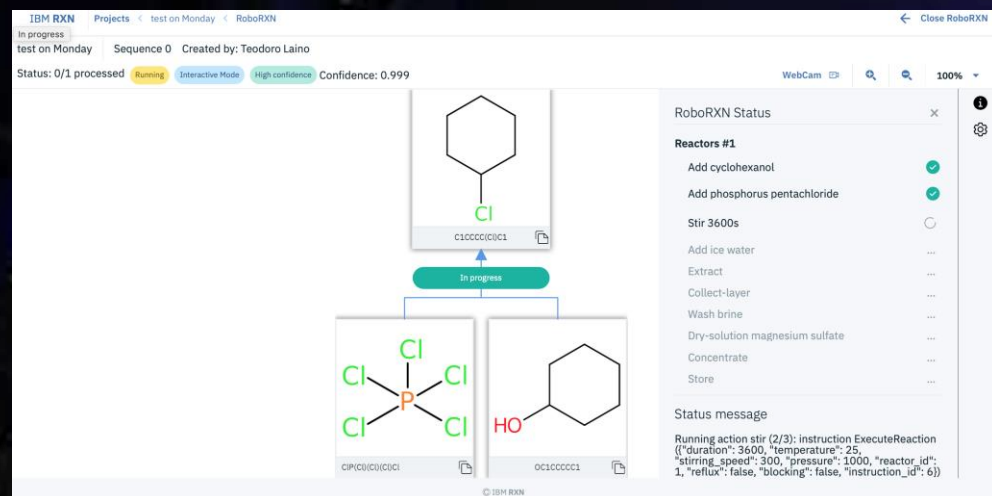 IBM RXN
Projects < test on Monday < RoboRXN
← Close RoboRXN
In progress
test on Monday
Sequence 0
Created by: Teodoro Laino
Status: 0/1 processed
Running
Interactive Mode
High confidence
Confidence: 0.999
WebCam
100%
Cl
C1CCCC(Cl)C1
In progress
Cl
Cl
Cl
P
Cl
Cl
ClP(Cl)(Cl)(Cl)Cl
HO
OC1CCCCC1
RoboRXN Status
Reactors #1
Add cyclohexanol
Add phosphorus pentachloride
Stir 3600s
Add ice water ...
Extract ...
Collect-layer ...
Wash brine ...
Dry-solution magnesium sulfate ...
Concentrate ...
Store ...
Status message
Running action stir (2/3): instruction ExecuteReaction
({"duration": 3600, "temperature": 25,
"stirring_speed": 300, "pressure": 1000, "reactor_id":
1, "reflux": false, "blocking": false, "instruction_id": 6})
© IBM RXN